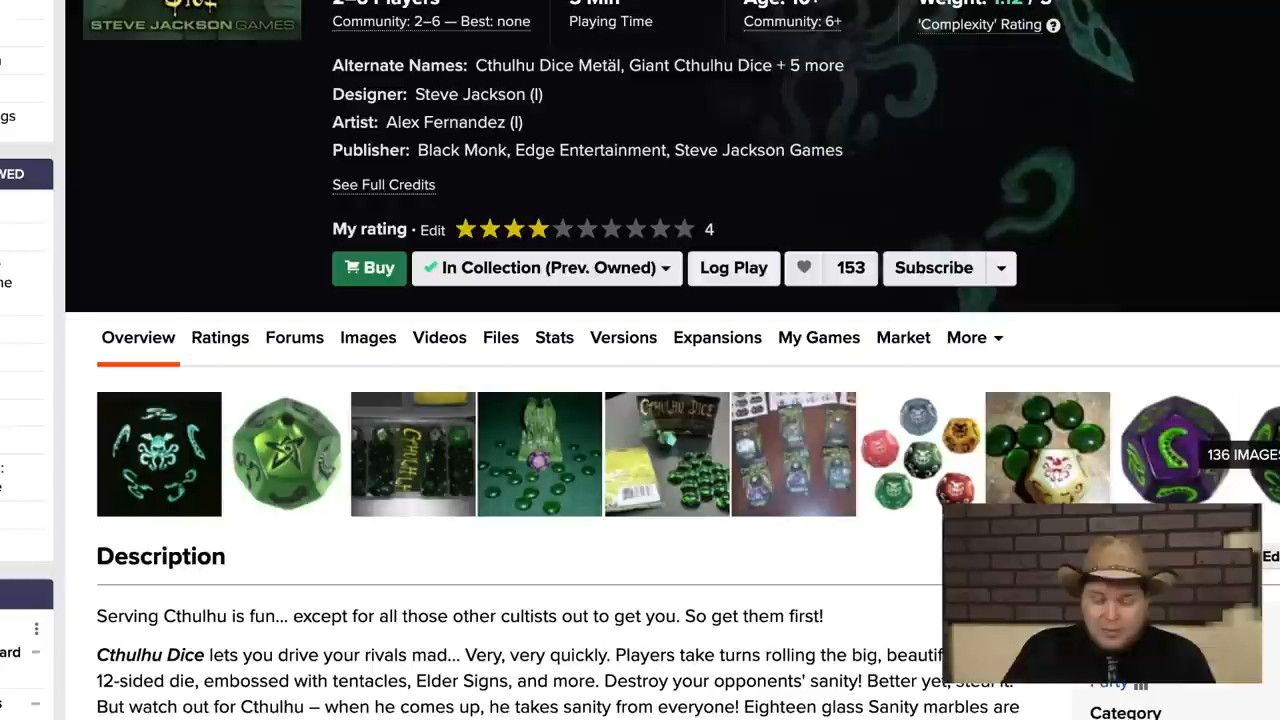 STEVE JACKSON GAMES
Community: 2–6 — Best: none
Playing Time
Community: 6+
'Complexity' Rating
Alternate Names: Cthulhu Dice Metäl, Giant Cthulhu Dice + 5 more
Designer: Steve Jackson (I)
Artist: Alex Fernandez (I)
Publisher: Black Monk, Edge Entertainment, Steve Jackson Games
See Full Credits
My rating · Edit 4
Buy In Collection (Prev. Owned) Log Play 153 Subscribe
Overview Ratings Forums Images Videos Files Stats Versions Expansions My Games Market More
CTHULHU DICE
136 IMAGES
Description
Serving Cthulhu is fun... except for all those other cultists out to get you. So get them first!
Cthulhu Dice lets you drive your rivals mad... Very, very quickly. Players take turns rolling the big,
12-sided die, embossed with tentacles, Elder Signs, and more. Destroy your opponents' sanity! Better yet,
But watch out for Cthulhu – when he comes up, he takes sanity from everyone! Eighteen glass Sanity marbles are
Category